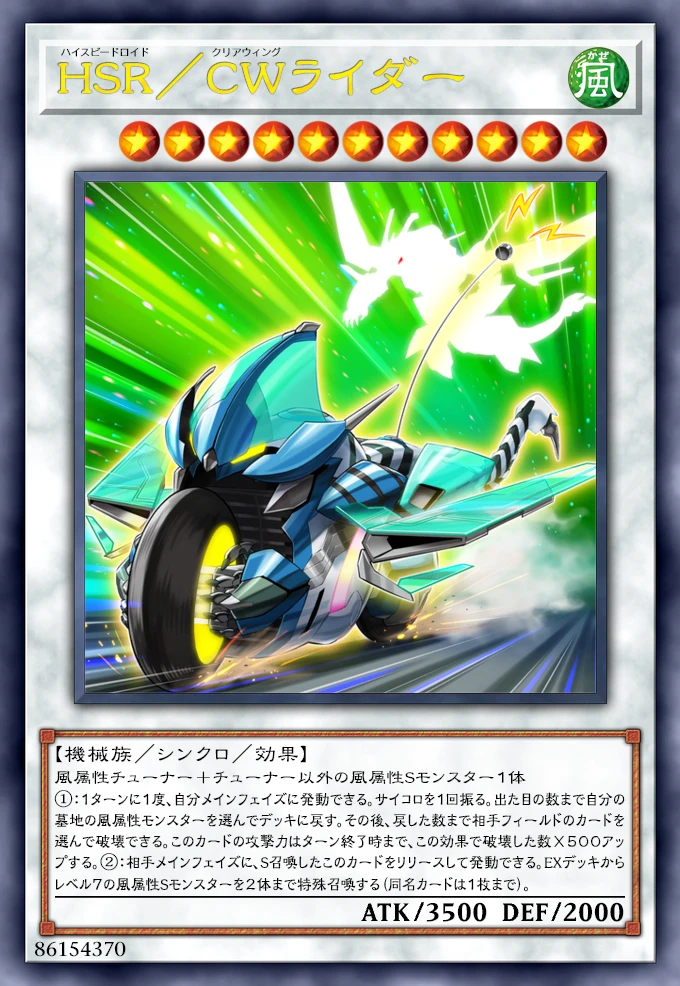 ハイスピードロイド クリアウィング
HSR／CWライダー
かぜ
風
【機械族／シンクロ／効果】
風属性チューナー＋チューナー以外の風属性Sモンスター1体
①：1ターンに1度、自分メインフェイズに発動できる。サイコロを1回振る。出た目の数まで自分の
墓地の風属性モンスターを選んでデッキに戻す。その後、戻した数まで相手フィールドのカードを
選んで破壊できる。このカードの攻撃力はターン終了時まで、この効果で破壊した数×500アッ
プする。②：相手メインフェイズに、S召喚したこのカードをリリースして発動できる。EXデッキから
レベル7の風属性Sモンスターを2体まで特殊召喚する（同名カードは1枚まで）。
ATK/3500 DEF/2000
86154370